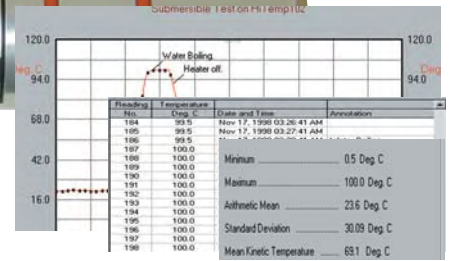 Submersible Test on HiTemp102
120.0
120.0
Deg. C
Deg
94.0
94.0
Water Boiling.
Heater off.
68.0
42.0
16.0
Reading No.
Temperature Deg. C
Date and Time
Annotation
184 99.5 Nov 17, 1998 03:26:41 AM
185 99.5 Nov 17, 1998 03:27:41 AM
186 99.5
187 100.0
188 100.0
189 100.0
190 100.0
191 100.0
192 100.0
193 100.0
194 100.0
195 100.0
196 100.0
197 100.0
198 100.0
Minimum 0.5 Deg. C
Maximum 100.0 Deg. C
Arithmetic Mean 23.6 Deg. C
Standard Deviation 30.09 Deg. C
Mean Kinetic Temperature 69.1 Deg. C